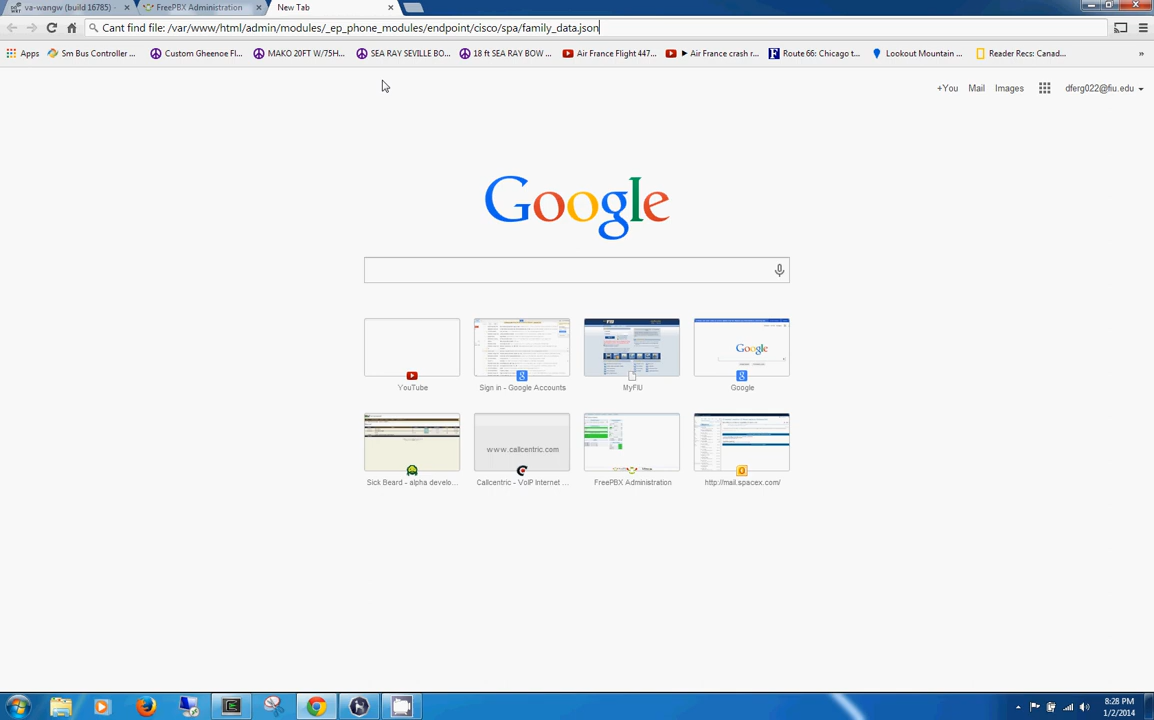 va-wangw (build 16785) -
FreePBX Administration
New Tab
Cant find file: /var/www/html/admin/modules/_ep_phone_modules/endpoint/cisco/spa/family_data.json
Apps
Sm Bus Controller ...
Custom Gheenoe Fl...
MAKO 20FT W/75H...
SEA RAY SEVILLE BO...
18 ft SEA RAY BOW ...
Air France Flight 447...
► Air France crash r...
Route 66: Chicago t...
Lookout Mountain ...
Reader Recs: Canad...
»
+You
Mail
Images
dferg022@fiu.edu
Google
YouTube
Sign in - Google Accounts
MyFIU
Google
Google
www.callcentric.com
Sick Beard - alpha develo...
Callcentric - VoIP Internet ...
FreePBX Administration
http://mail.spacex.com/
8:28 PM
1/2/2014